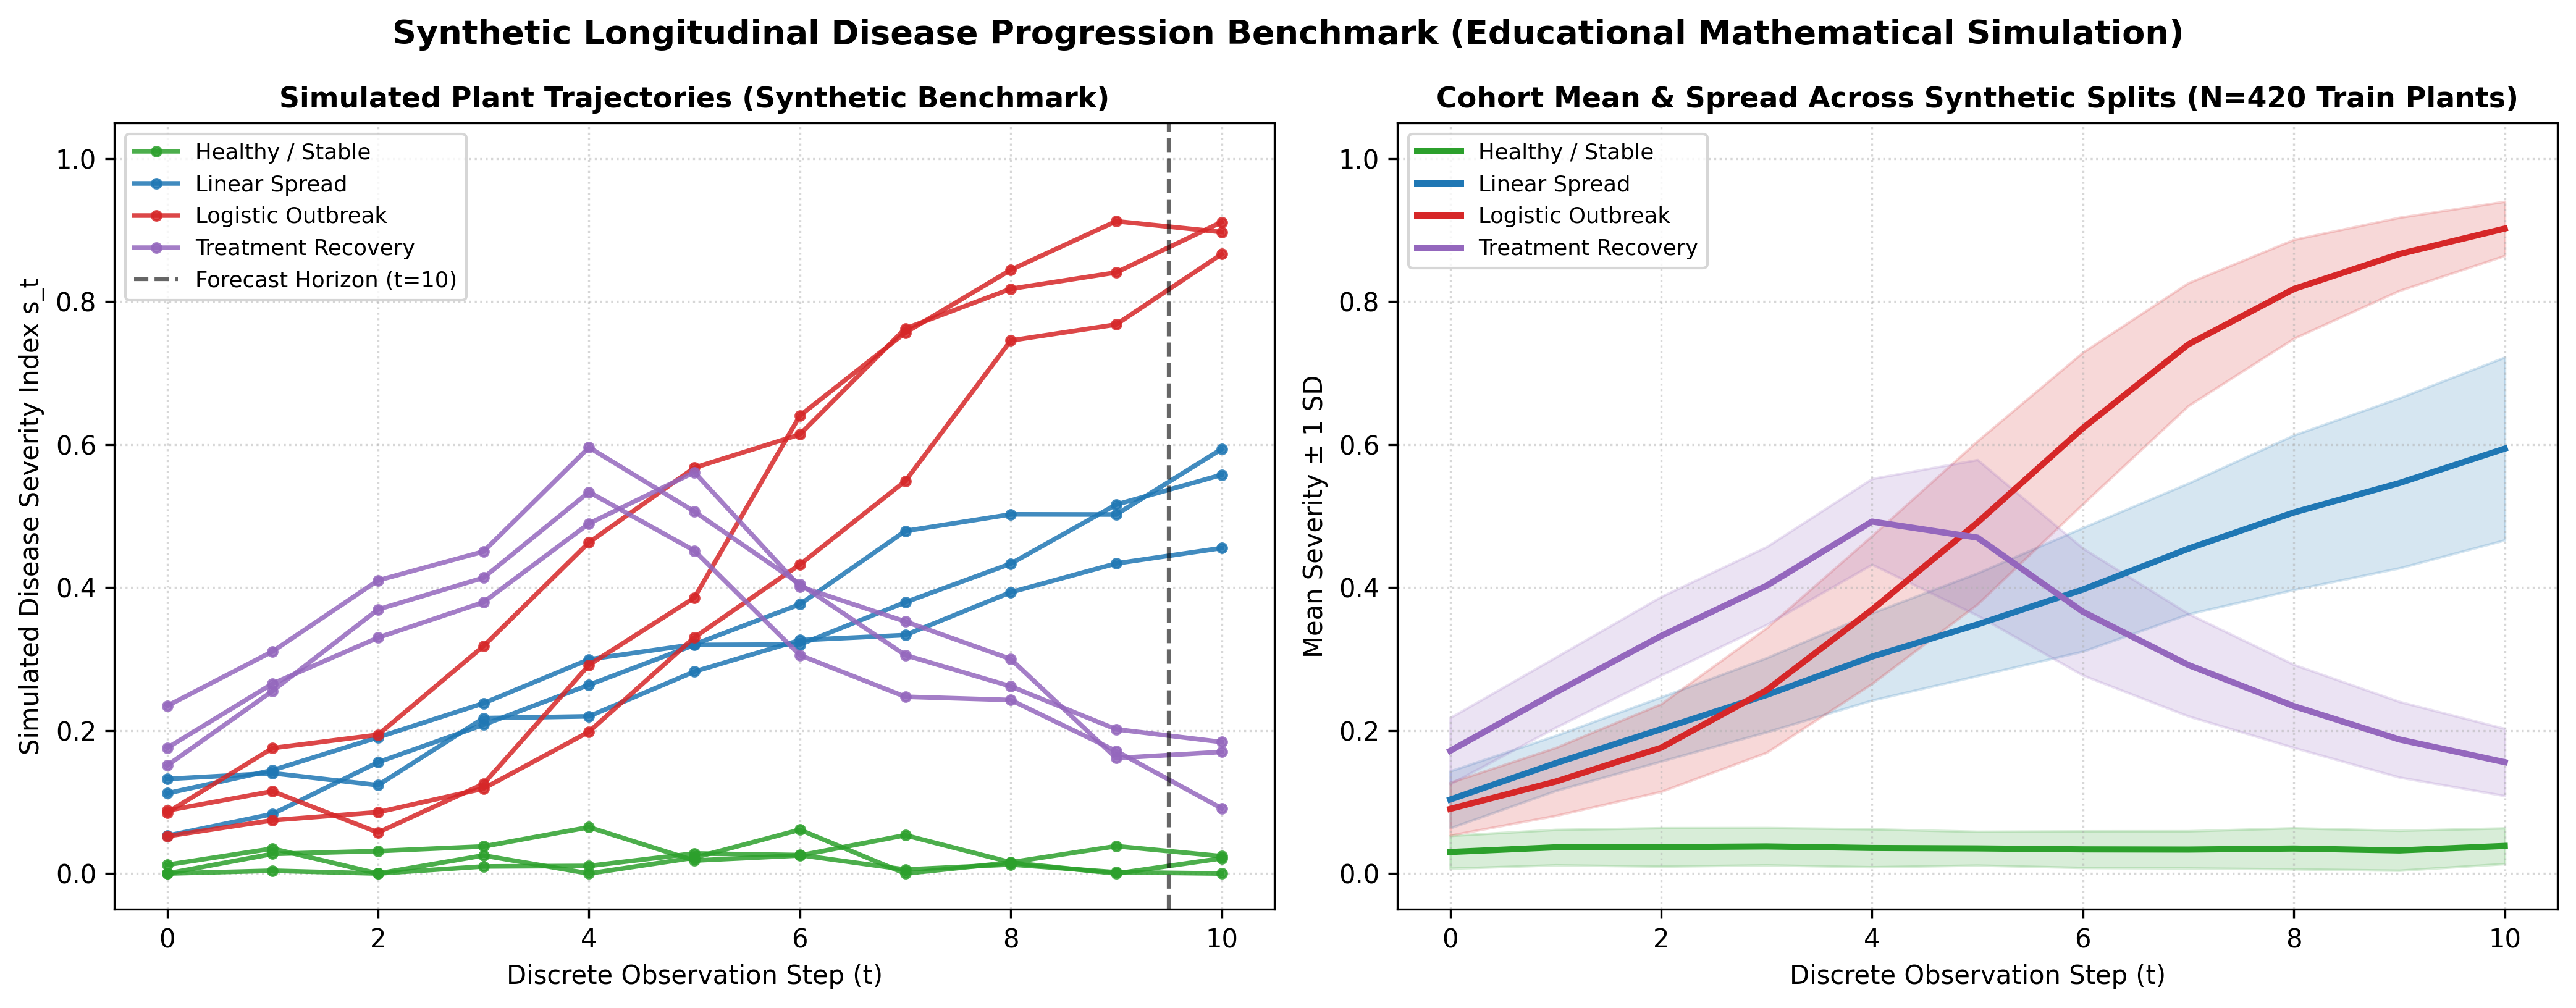 Synthetic Longitudinal Disease Progression Benchmark (Educational Mathematical Simulation)
Simulated Plant Trajectories (Synthetic Benchmark)
Simulated Disease Severity Index s_t
1.0
0.8
0.6
0.4
0.2
0.0
Healthy / Stable
Linear Spread
Logistic Outbreak
Treatment Recovery
Forecast Horizon (t=10)
0 2 4 6 8 10
Discrete Observation Step (t)
Cohort Mean & Spread Across Synthetic Splits (N=420 Train Plants)
Mean Severity ± 1 SD
1.0
0.8
0.6
0.4
0.2
0.0
Healthy / Stable
Linear Spread
Logistic Outbreak
Treatment Recovery
0 2 4 6 8 10
Discrete Observation Step (t)